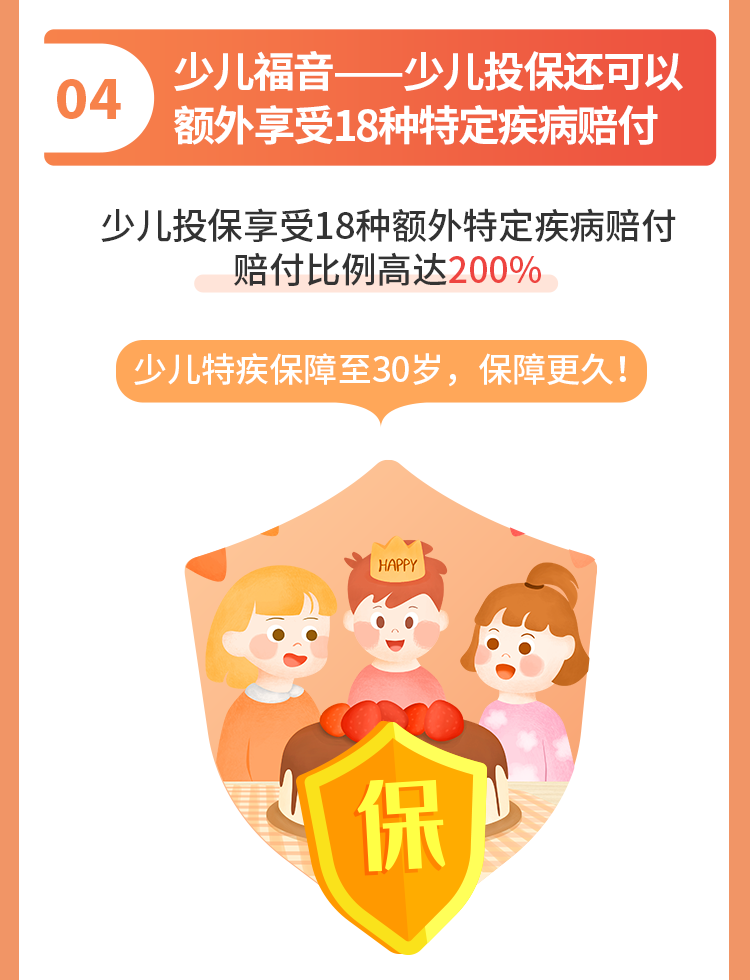 04
少儿福音——少儿投保还可以
额外享受18种特定疾病赔付
少儿投保享受18种额外特定疾病赔付
赔付比例高达200%
少儿特疾保障至30岁，保障更久！
HAPPY
保